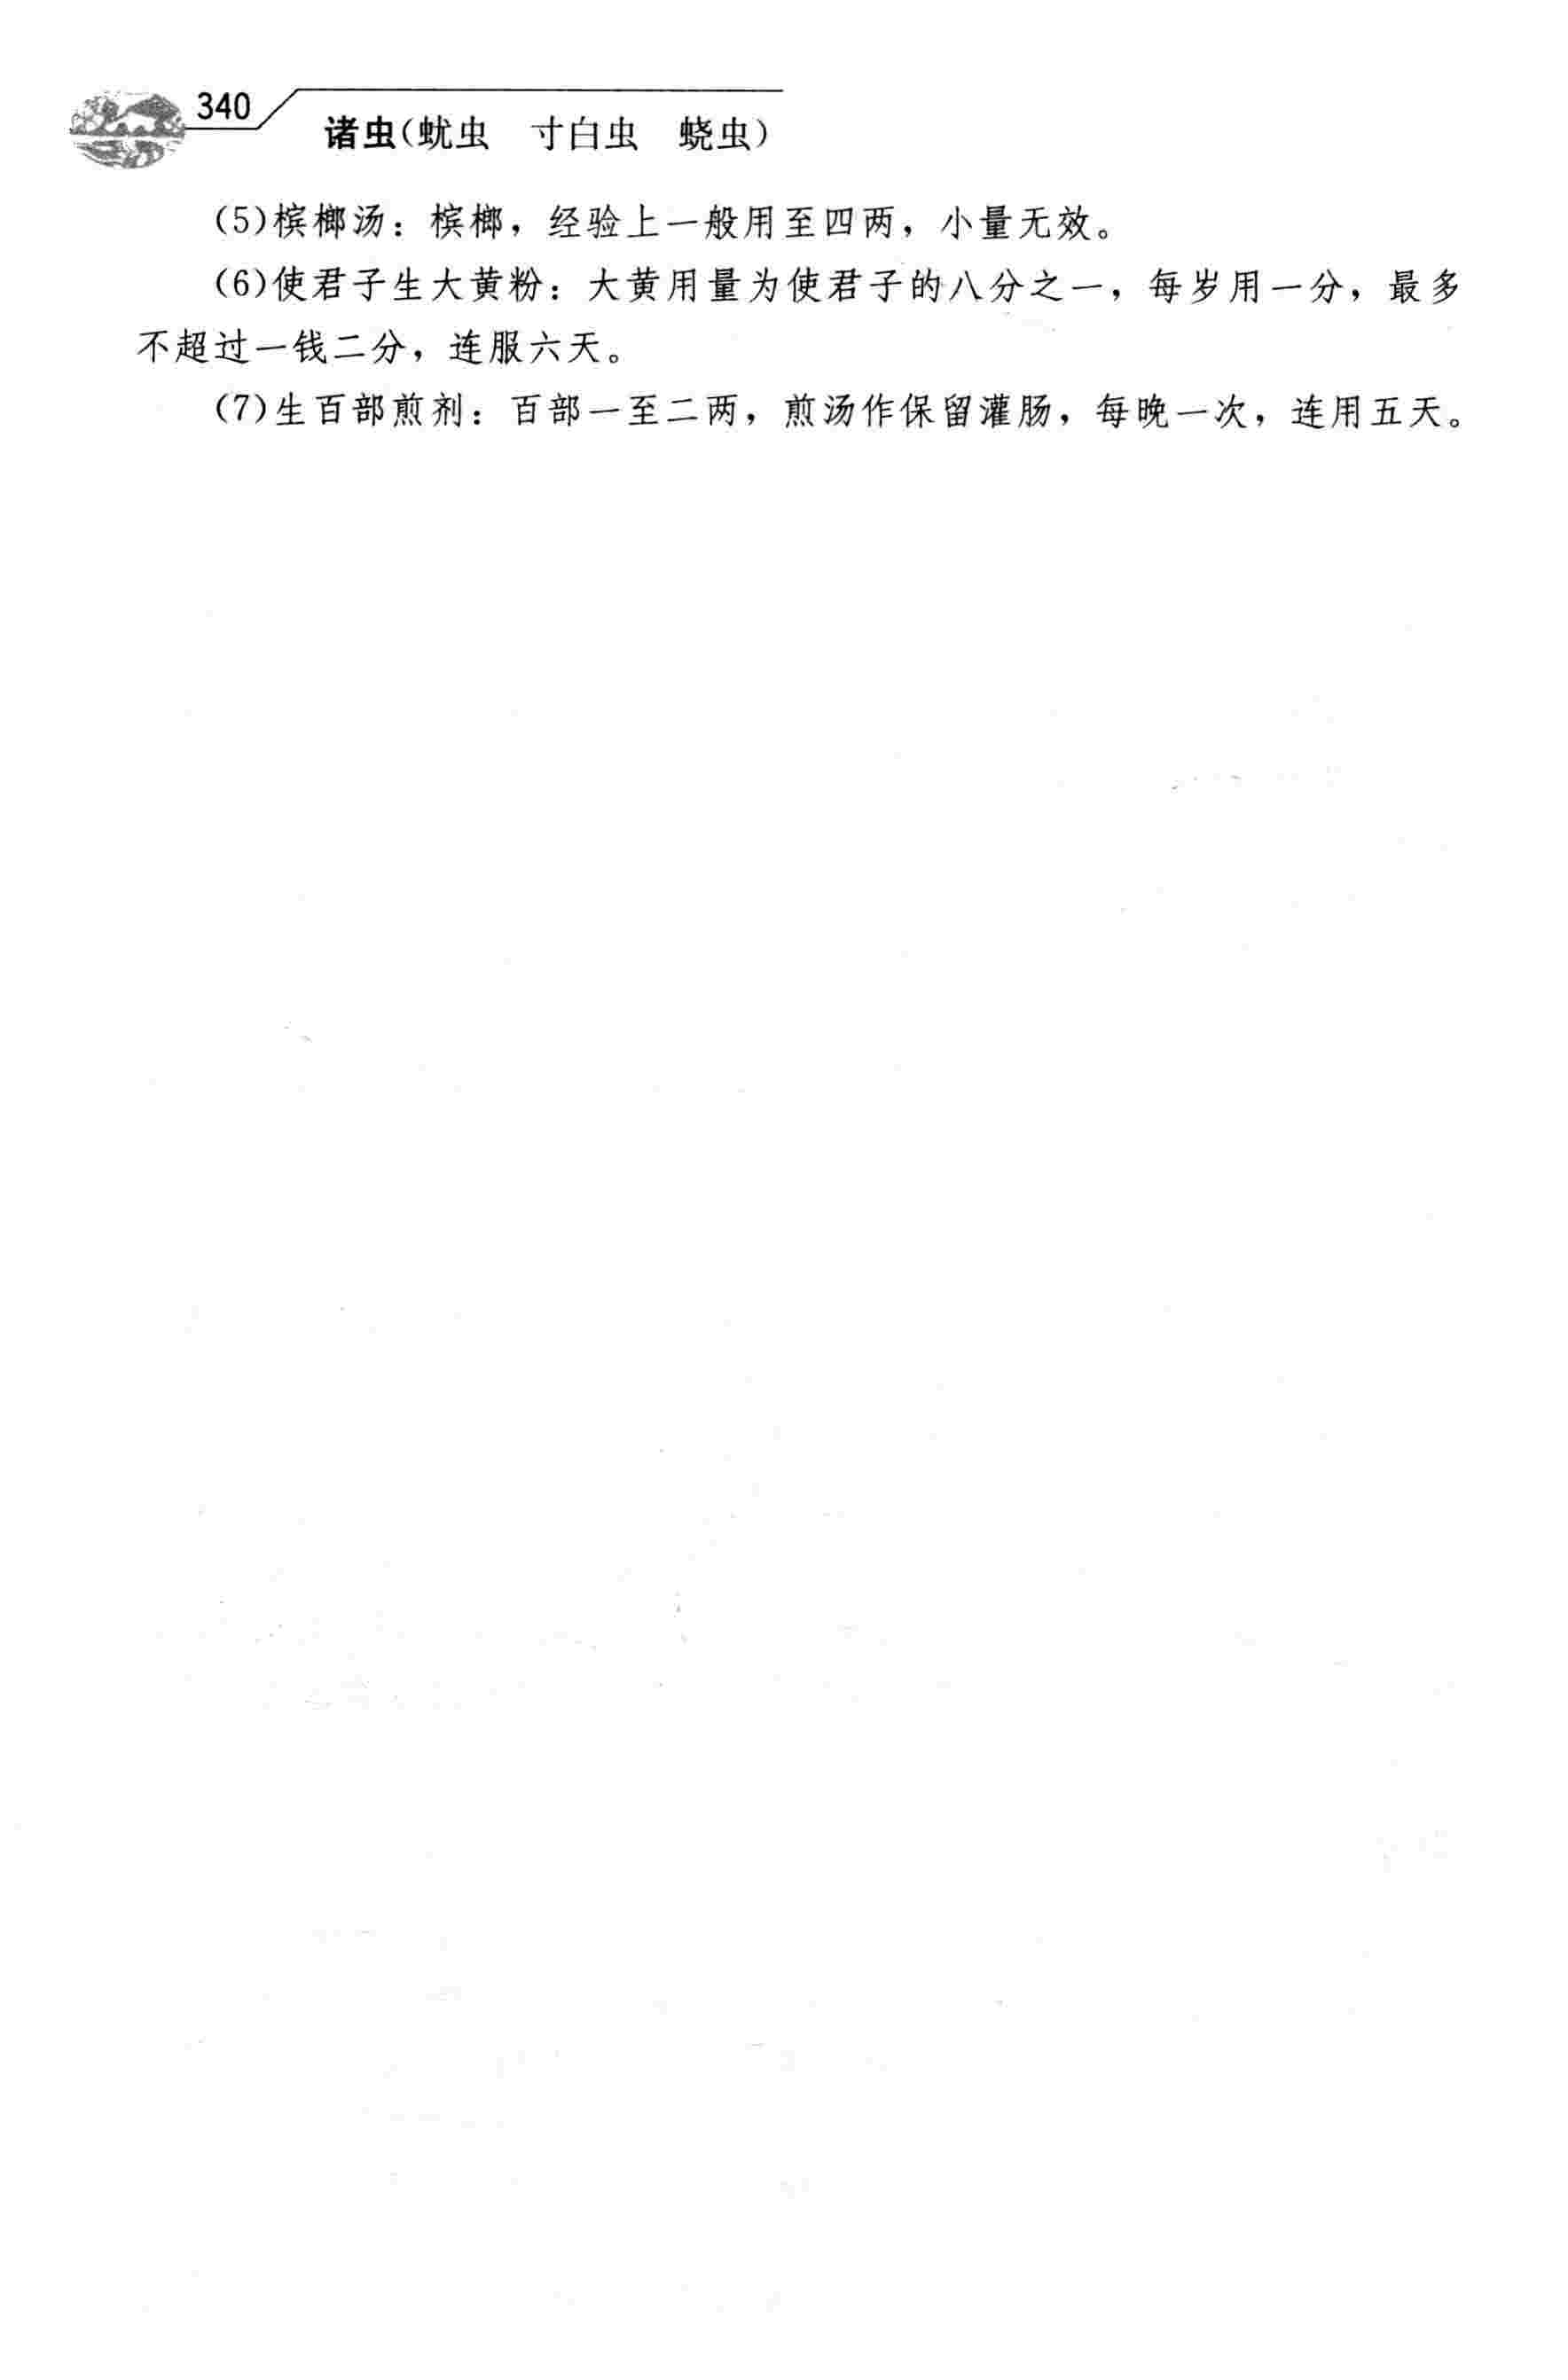 340
诸虫(蚘虫　寸白虫　蛲虫)
(5)槟榔汤：槟榔，经验上一般用至四两，小量无效。
(6)使君子生大黄粉：大黄用量为使君子的八分之一，每岁用一分，最多
不超过一钱二分，连服六天。
(7)生百部煎剂：百部一至二两，煎汤作保留灌肠，每晚一次，连用五天。